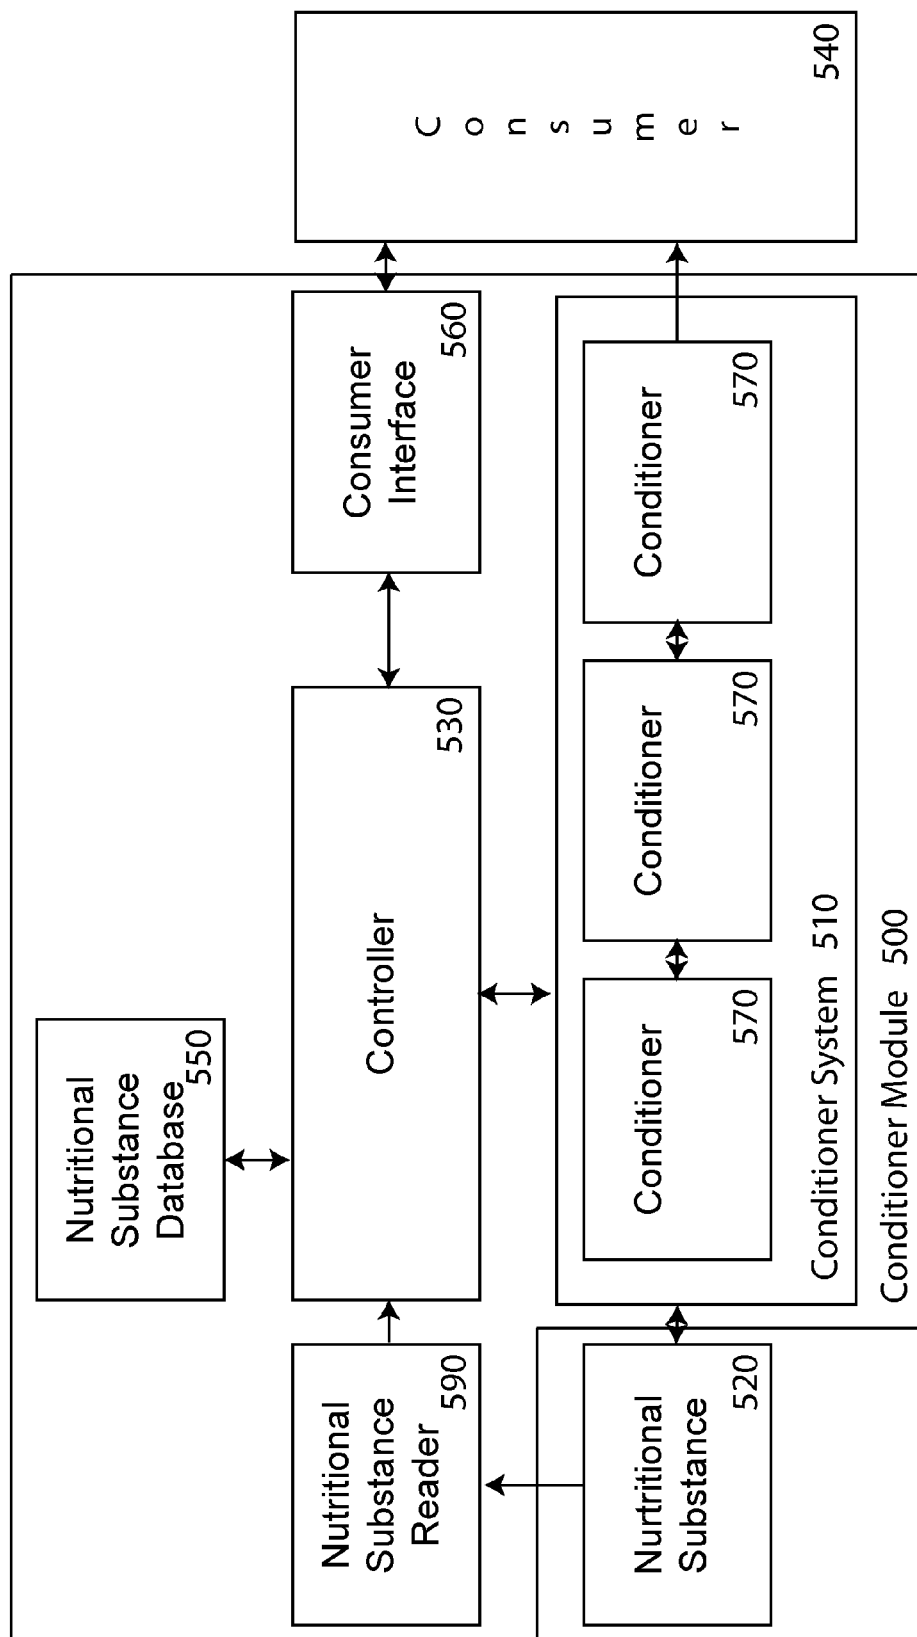 Nutritional
Substance
Database
550
Nutritional
Substance
Reader
590
Controller
530
Consumer
Interface
560
Consumer
540
Nurtritional
Substance
520
Conditioner
570
Conditioner
570
Conditioner
570
Conditioner System 510
Conditioner Module 500